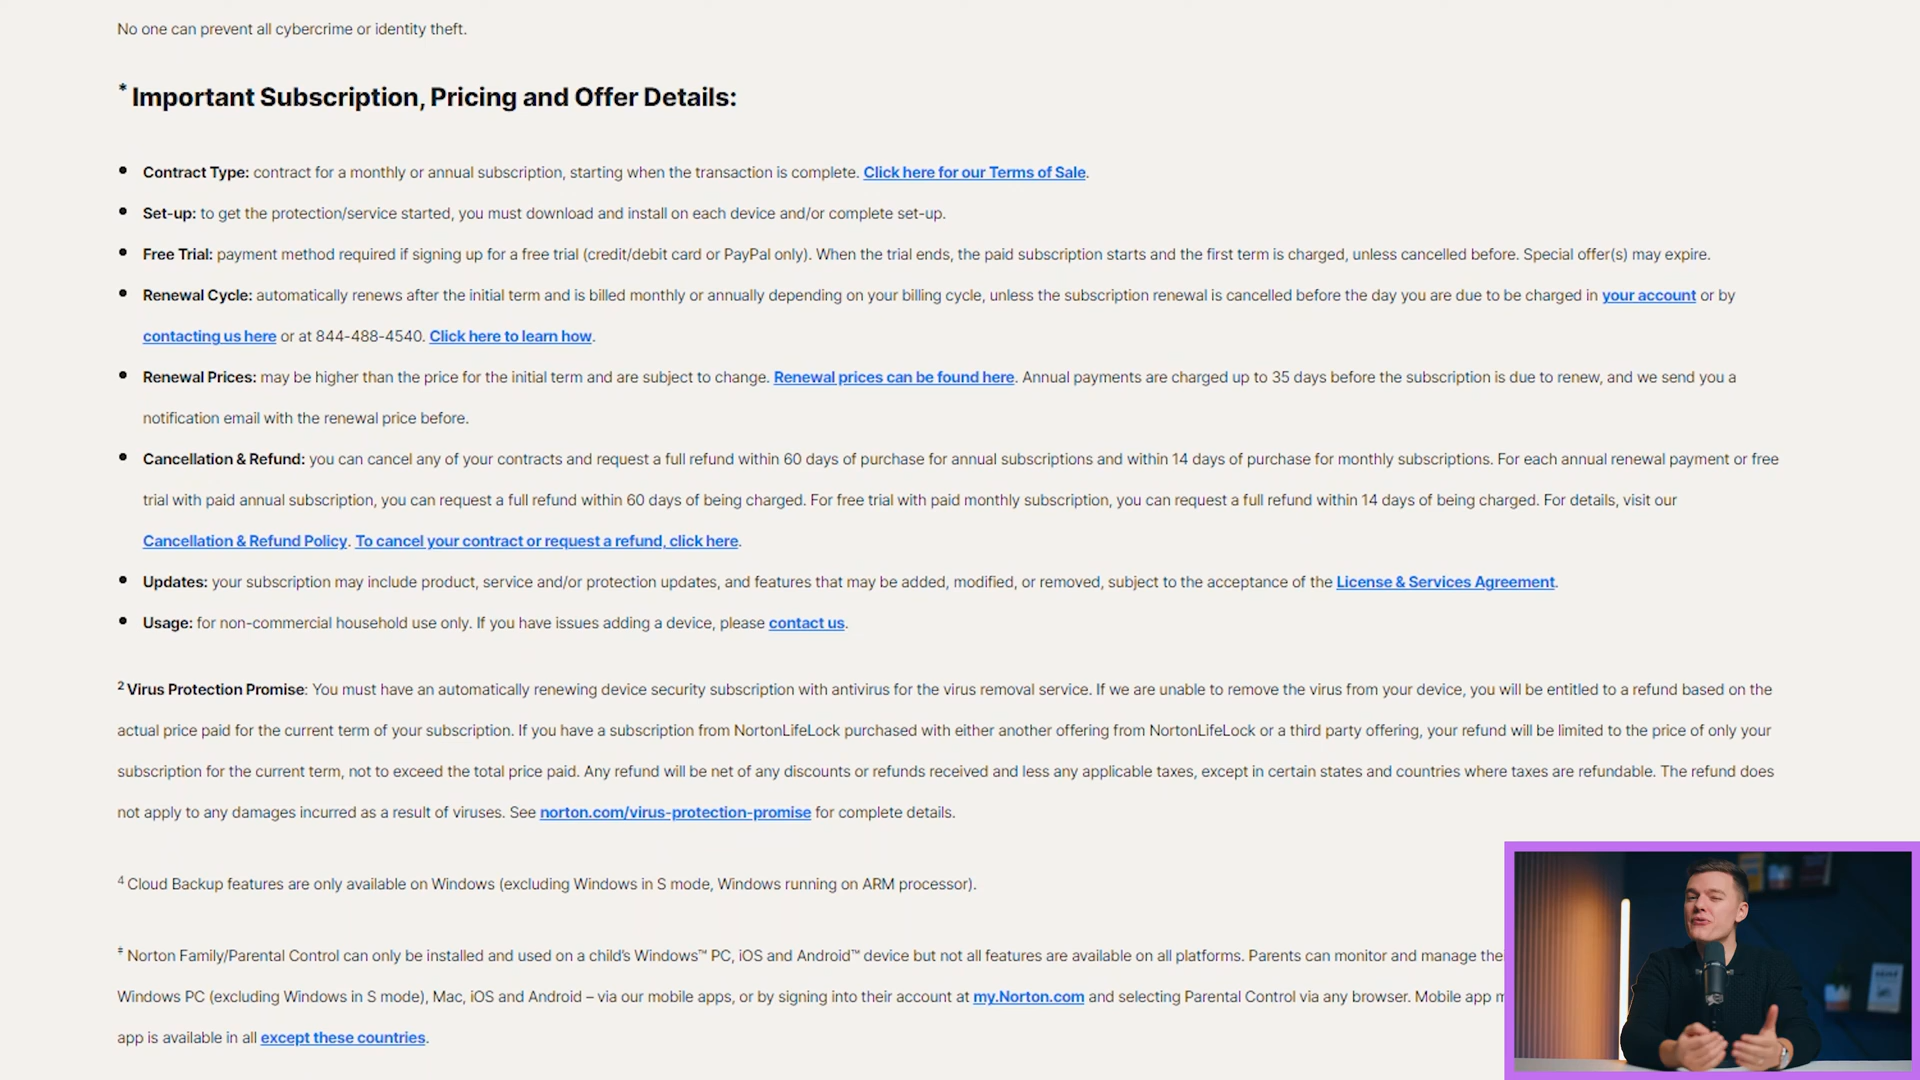 No one can prevent all cybercrime or identity theft.
* Important Subscription, Pricing and Offer Details:
• Contract Type: contract for a monthly or annual subscription, starting when the transaction is complete. Click here for our Terms of Sale.
• Set-up: to get the protection/service started, you must download and install on each device and/or complete set-up.
• Free Trial: payment method required if signing up for a free trial (credit/debit card or PayPal only). When the trial ends, the paid subscription starts and the first term is charged, unless cancelled before. Special offer(s) may expire.
• Renewal Cycle: automatically renews after the initial term and is billed monthly or annually depending on your billing cycle, unless the subscription renewal is cancelled before the day you are due to be charged in your account or by
contacting us here or at 844-488-4540. Click here to learn how.
• Renewal Prices: may be higher than the price for the initial term and are subject to change. Renewal prices can be found here. Annual payments are charged up to 35 days before the subscription is due to renew, and we send you a
notification email with the renewal price before.
• Cancellation & Refund: you can cancel any of your contracts and request a full refund within 60 days of purchase for annual subscriptions and within 14 days of purchase for monthly subscriptions. For each annual renewal payment or free
trial with paid annual subscription, you can request a full refund within 60 days of being charged. For free trial with paid monthly subscription, you can request a full refund within 14 days of being charged. For details, visit our
Cancellation & Refund Policy. To cancel your contract or request a refund, click here.
• Updates: your subscription may include product, service and/or protection updates, and features that may be added, modified, or removed, subject to the acceptance of the License & Services Agreement.
• Usage: for non-commercial household use only. If you have issues adding a device, please contact us.
2 Virus Protection Promise: You must have an automatically renewing device security subscription with antivirus for the virus removal service. If we are unable to remove the virus from your device, you will be entitled to a refund based on the
actual price paid for the current term of your subscription. If you have a subscription from NortonLifeLock purchased with either another offering from NortonLifeLock or a third party offering, your refund will be limited to the price of only your
subscription for the current term, not to exceed the total price paid. Any refund will be net of any discounts or refunds received and less any applicable taxes, except in certain states and countries where taxes are refundable. The refund does
not apply to any damages incurred as a result of viruses. See norton.com/virus-protection-promise for complete details.
4 Cloud Backup features are only available on Windows (excluding Windows in S mode, Windows running on ARM processor).
‡ Norton Family/Parental Control can only be installed and used on a child's Windows™ PC, iOS and Android™ device but not all features are available on all platforms. Parents can monitor and manage the
Windows PC (excluding Windows in S mode), Mac, iOS and Android – via our mobile apps, or by signing into their account at my.Norton.com and selecting Parental Control via any browser. Mobile app
app is available in all except these countries.